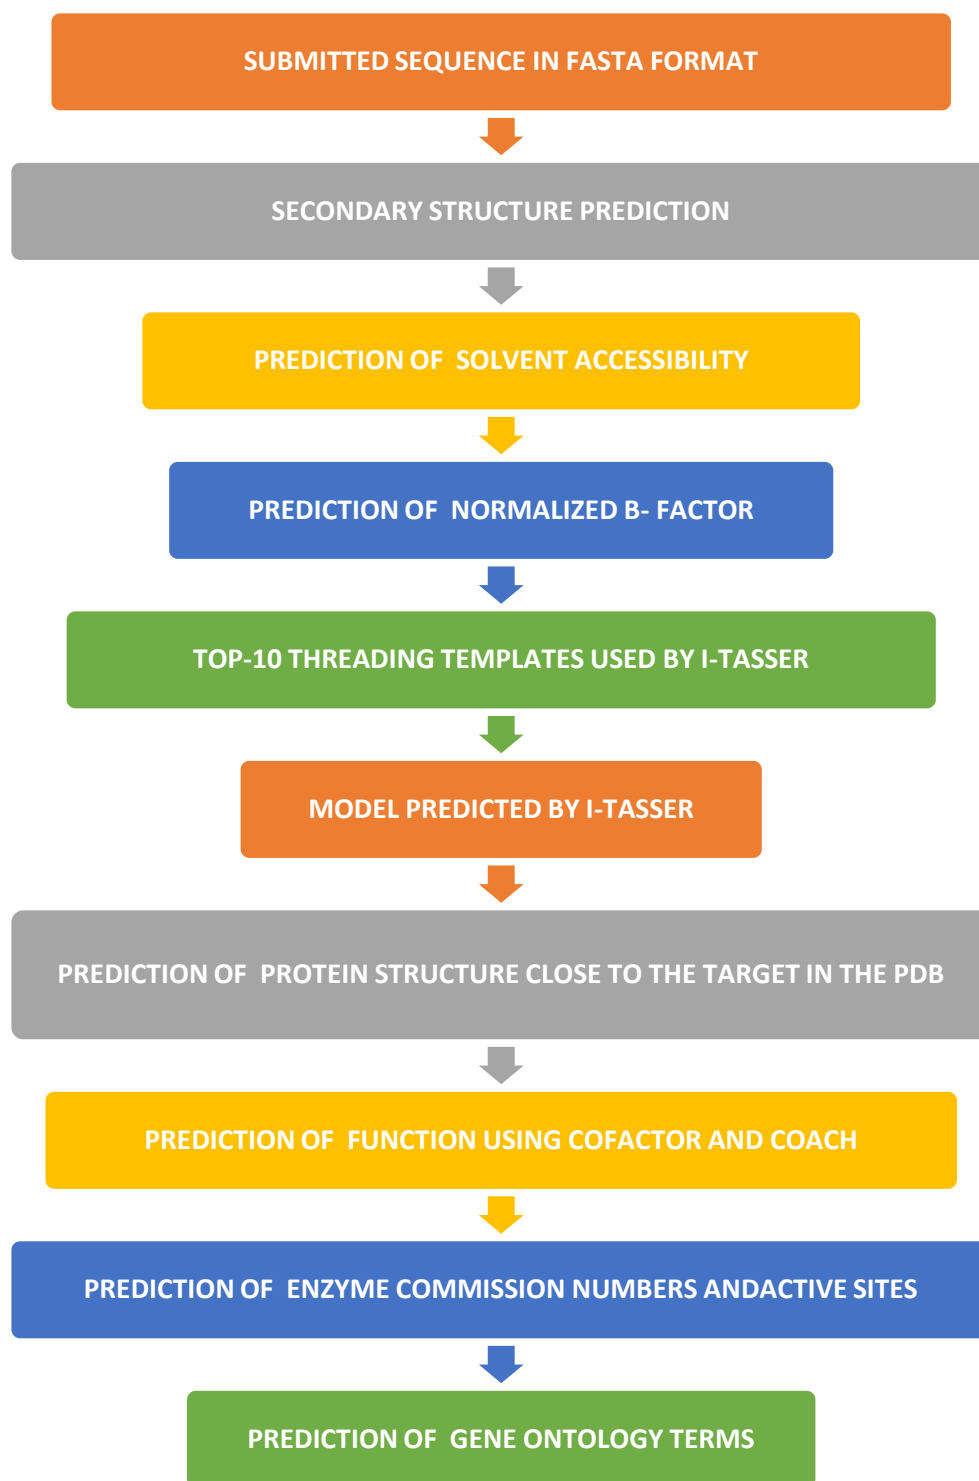 SUBMITTED SEQUENCE IN FASTA FORMAT
SECONDARY STRUCTURE PREDICTION
PREDICTION OF  SOLVENT ACCESSIBILITY
PREDICTION OF  NORMALIZED B- FACTOR
TOP-10 THREADING TEMPLATES USED BY I-TASSER
MODEL PREDICTED BY I-TASSER
PREDICTION OF  PROTEIN STRUCTURE CLOSE TO THE TARGET IN THE PDB
PREDICTION OF  FUNCTION USING COFACTOR AND COACH
PREDICTION OF  ENZYME COMMISSION NUMBERS ANDACTIVE SITES
PREDICTION OF  GENE ONTOLOGY TERMS